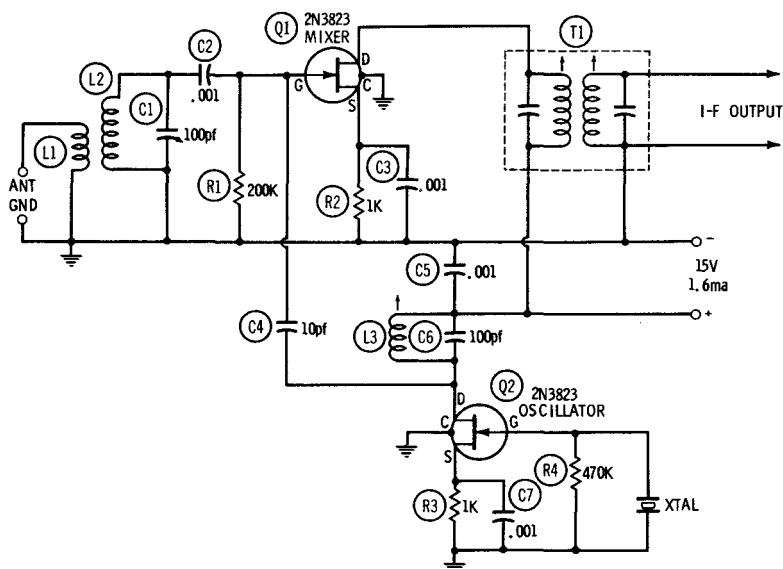 Q1
2N3823
MIXER
T1
C2
D
G
C
S
.001
L2
C1
100pf
L1
I-F OUTPUT
ANT
GND
R1
200K
C3
.001
R2
1K
−
C5
.001
15V
1.6ma
+
C4
10pf
L3
C6
100pf
Q2
2N3823
OSCILLATOR
D
C
G
S
R4
470K
R3
1K
C7
.001
XTAL